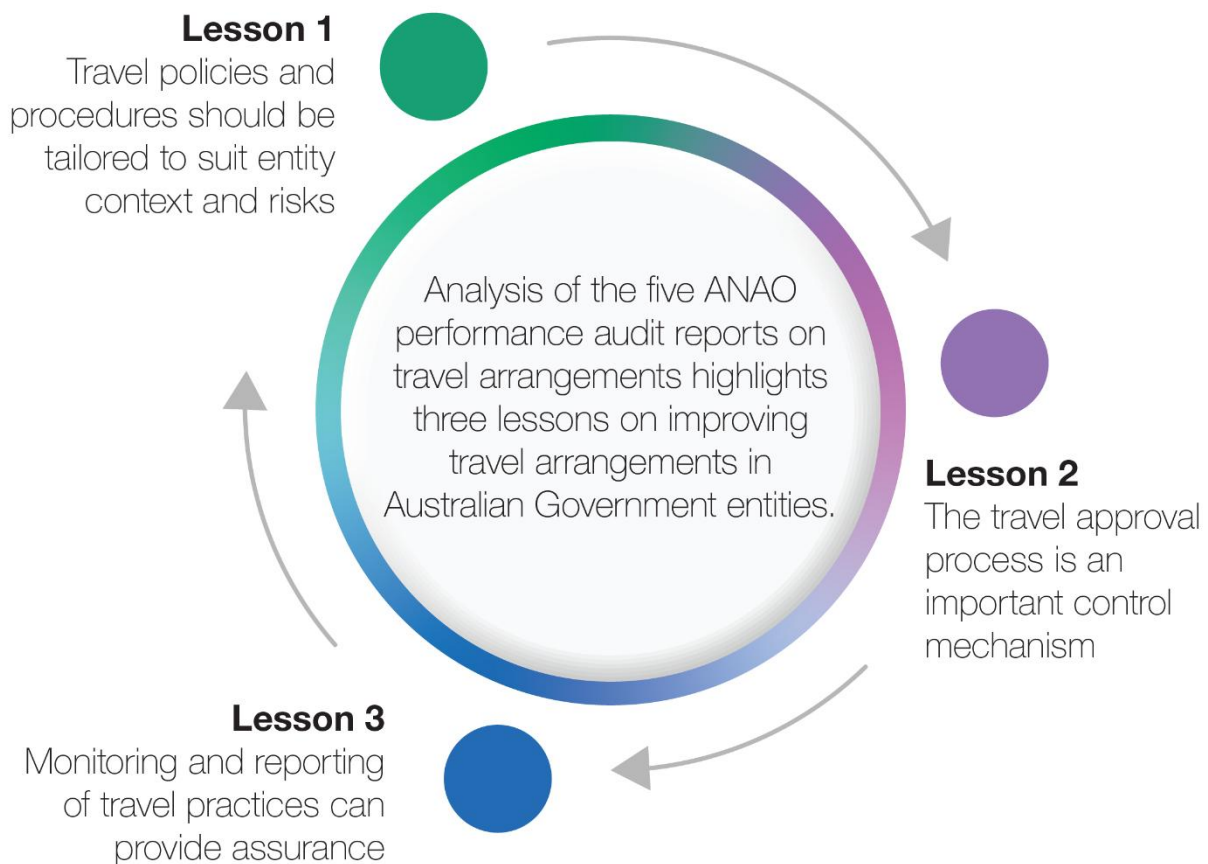 Lesson 1
Travel policies and
procedures should be
tailored to suit entity
context and risks
Analysis of the five ANAO
performance audit reports on
travel arrangements highlights
three lessons on improving
travel arrangements in
Australian Government entities.
Lesson 2
The travel approval
process is an
important control
mechanism
Lesson 3
Monitoring and reporting
of travel practices can
provide assurance